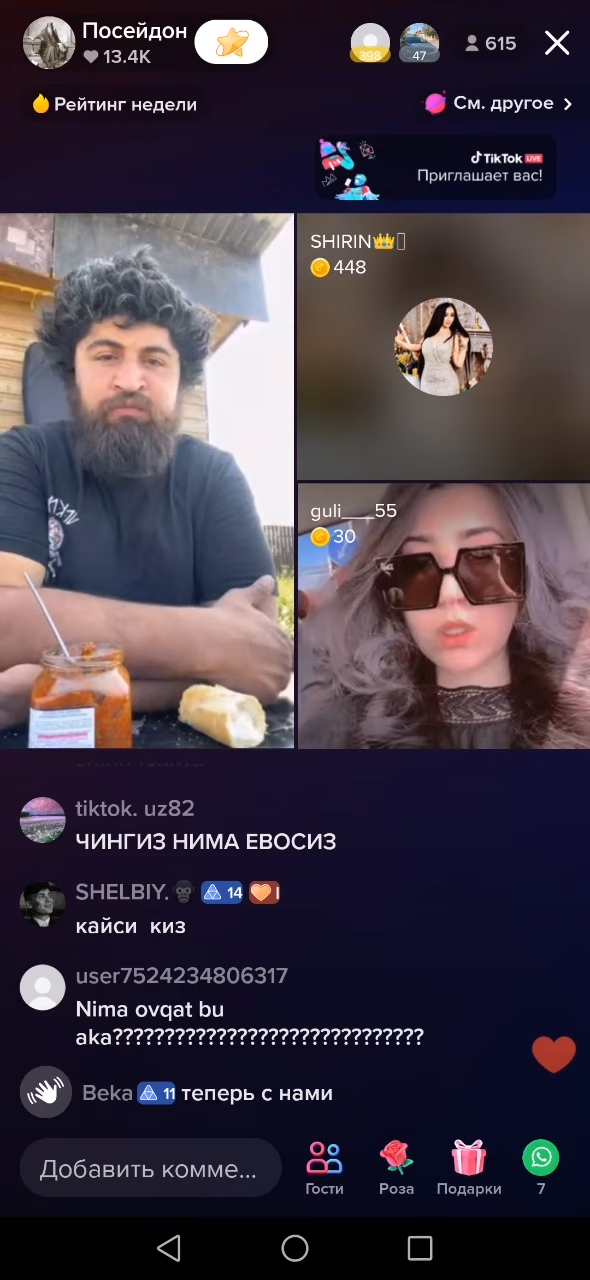 Посейдон
13.4K
398
47
615
Рейтинг недели
См. другое
TikTok LIVE
Приглашает вас!
SHIRIN👑
448
guli___55
30
tiktok. uz82
ЧИНГИЗ НИМА ЕВОСИЗ
SHELBIY.🦍 14 I
кайси киз
user7524234806317
Nima ovqat bu
aka??????????????????????????????
Beka 11 теперь с нами
Добавить комме...
Гости
Роза
Подарки
7